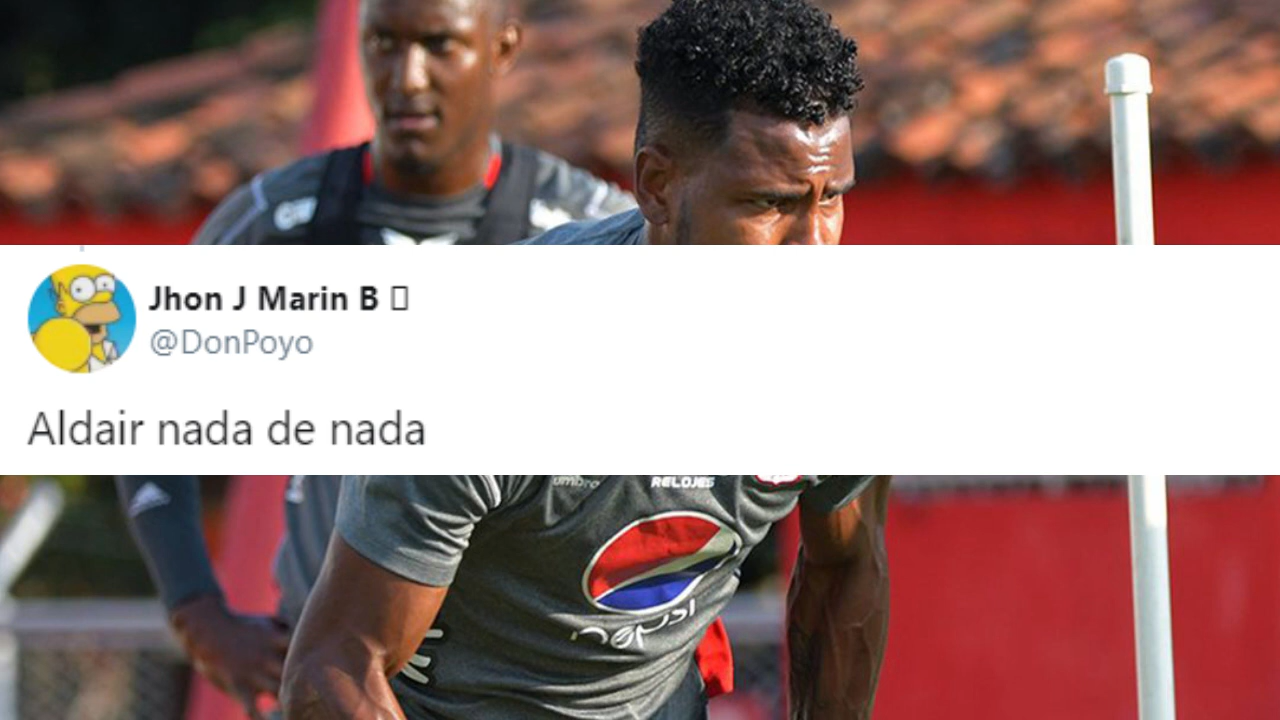 Jhon J Marin B
@DonPoyo
Aldair nada de nada
umbro RELOJES
pepsi